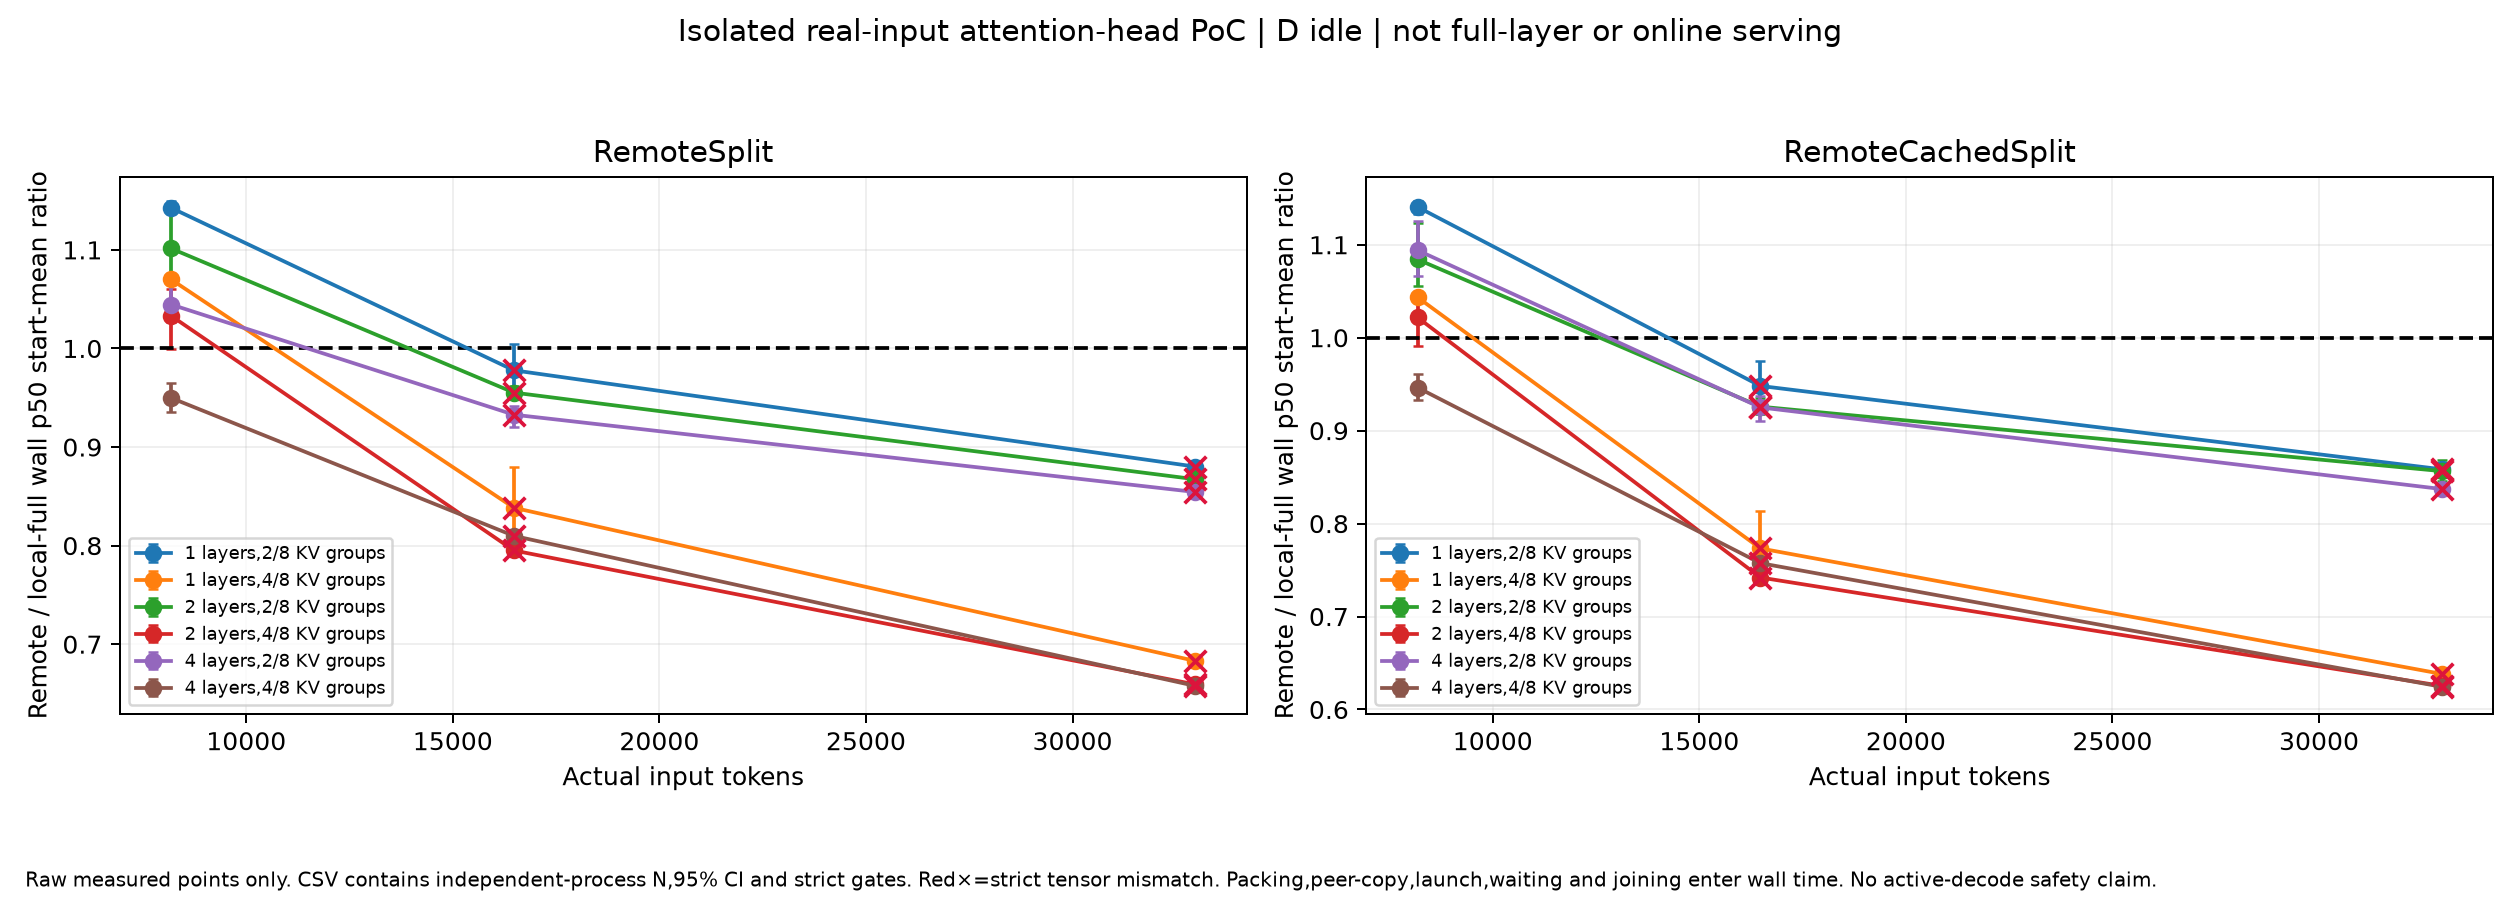 Isolated real-input attention-head PoC | D idle | not full-layer or online serving
RemoteSplit
Remote / local-full wall p50 start-mean ratio
1.1
1.0
0.9
0.8
0.7
1 layers,2/8 KV groups
1 layers,4/8 KV groups
2 layers,2/8 KV groups
2 layers,4/8 KV groups
4 layers,2/8 KV groups
4 layers,4/8 KV groups
10000 15000 20000 25000 30000
Actual input tokens
RemoteCachedSplit
Remote / local-full wall p50 start-mean ratio
1.1
1.0
0.9
0.8
0.7
0.6
1 layers,2/8 KV groups
1 layers,4/8 KV groups
2 layers,2/8 KV groups
2 layers,4/8 KV groups
4 layers,2/8 KV groups
4 layers,4/8 KV groups
10000 15000 20000 25000 30000
Actual input tokens
Raw measured points only. CSV contains independent-process N,95% CI and strict gates. Red×=strict tensor mismatch. Packing,peer-copy,launch,waiting and joining enter wall time. No active-decode safety claim.